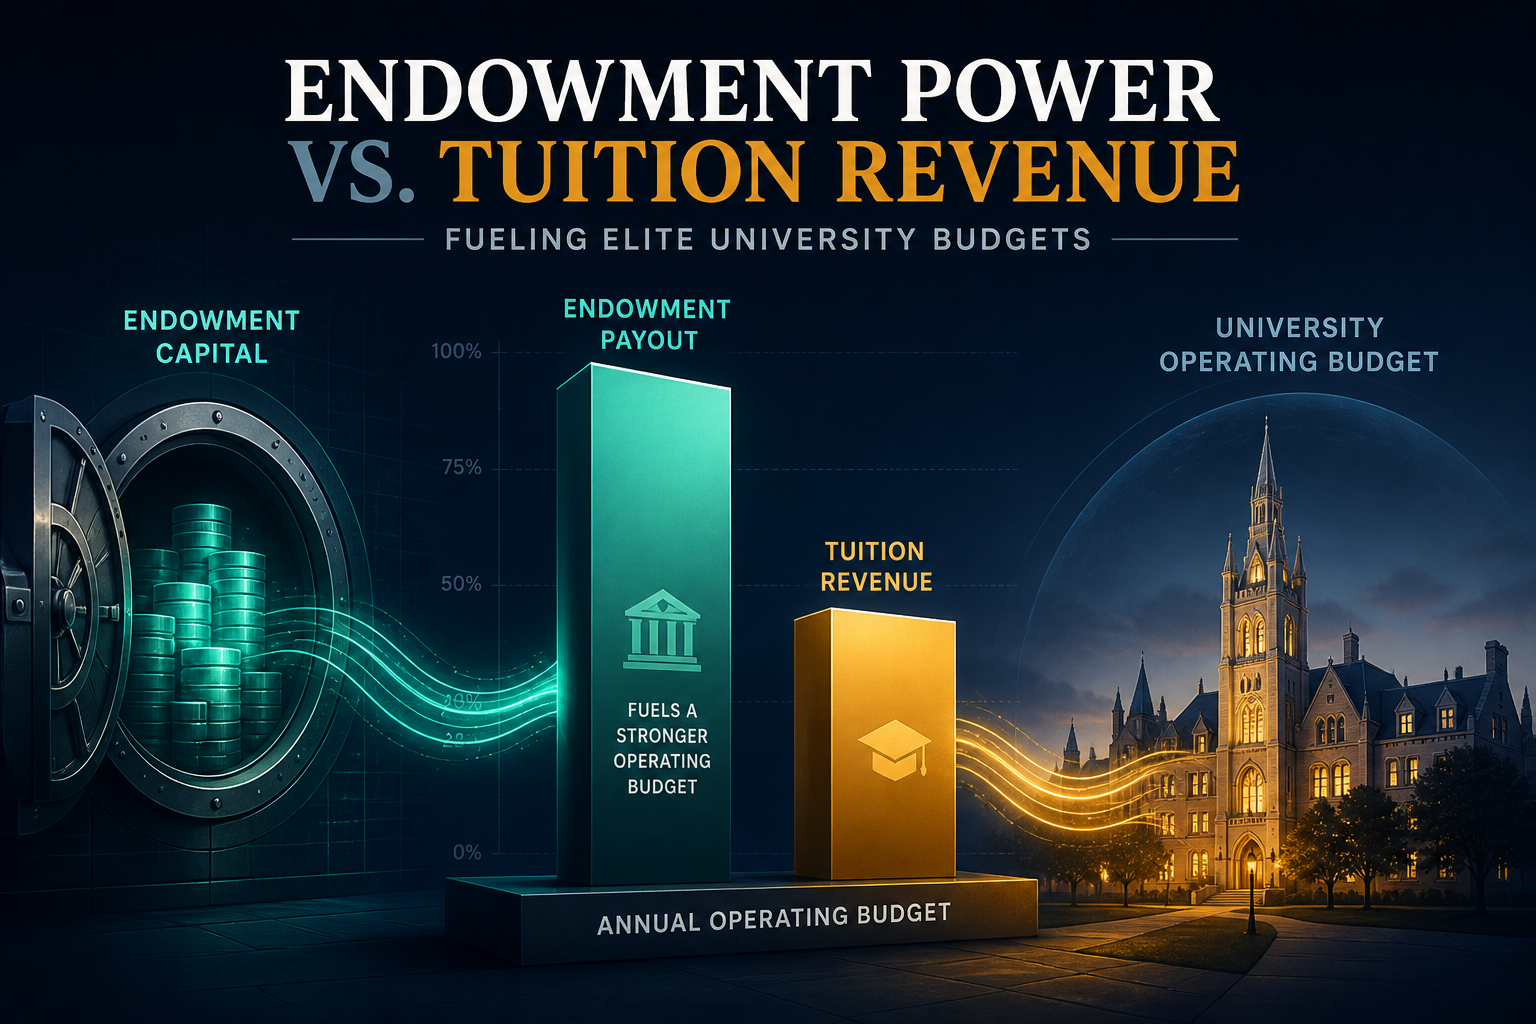 ENDOWMENT POWER
VS. TUITION REVENUE
FUELING ELITE UNIVERSITY BUDGETS
ENDOWMENT
CAPITAL
ENDOWMENT
PAYOUT
UNIVERSITY
OPERATING BUDGET
100%
75%
50%
0%
TUITION
REVENUE
FUELS A
STRONGER
OPERATING
BUDGET
ANNUAL OPERATING BUDGET